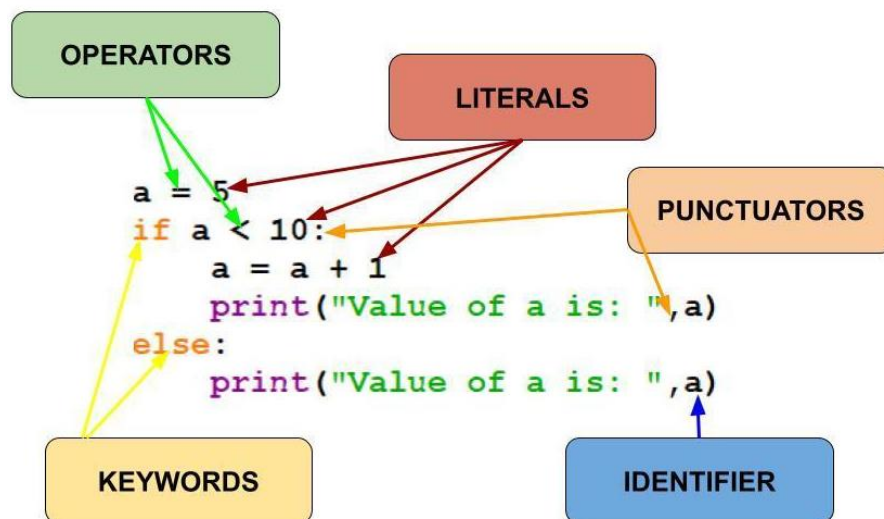 OPERATORS
LITERALS
a = 5
PUNCTUATORS
if a < 10:
a = a + 1
print("Value of a is: ",a)
else:
print("Value of a is: ",a)
KEYWORDS
IDENTIFIER